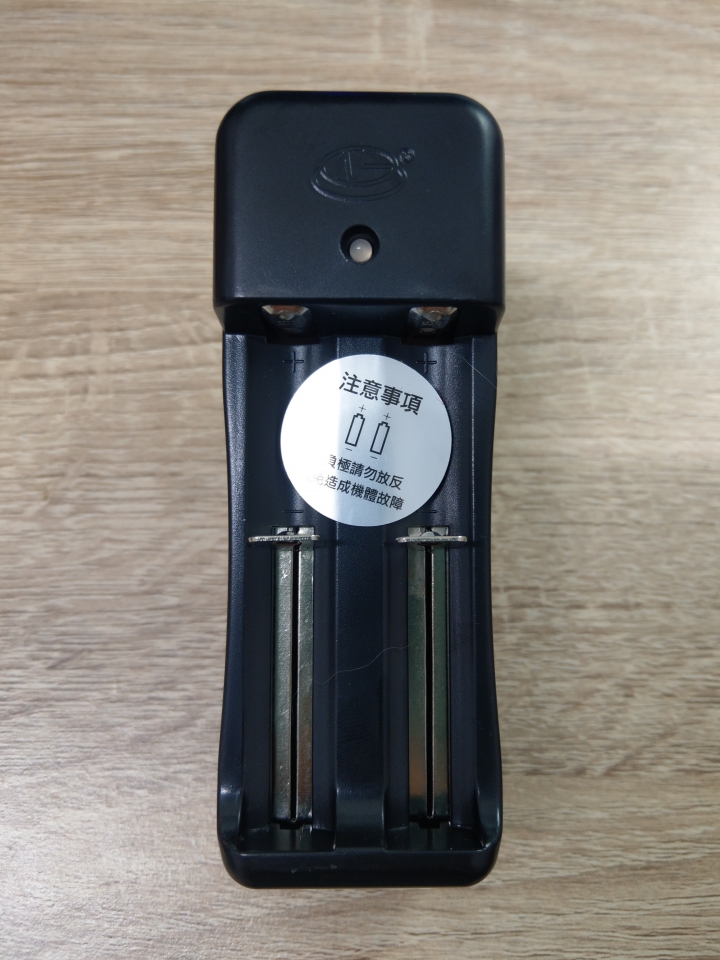 + +
注意事項
+ +
- -
負極請勿放反
造成機體故障
-